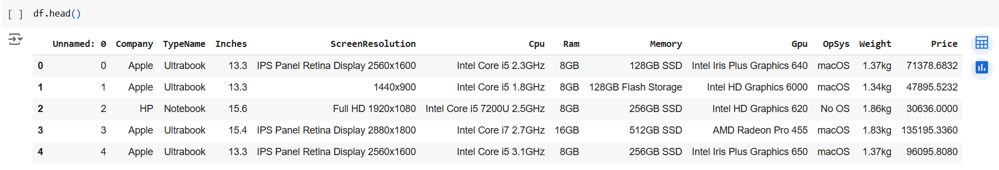 [ ] df.head()
Unnamed: 0 Company TypeName Inches ScreenResolution Cpu Ram Memory Gpu OpSys Weight Price
0 0 Apple Ultrabook 13.3 IPS Panel Retina Display 2560x1600 Intel Core i5 2.3GHz 8GB 128GB SSD Intel Iris Plus Graphics 640 macOS 1.37kg 71378.6832
1 1 Apple Ultrabook 13.3 1440x900 Intel Core i5 1.8GHz 8GB 128GB Flash Storage Intel HD Graphics 6000 macOS 1.34kg 47895.5232
2 2 HP Notebook 15.6 Full HD 1920x1080 Intel Core i5 7200U 2.5GHz 8GB 256GB SSD Intel HD Graphics 620 No OS 1.86kg 30636.0000
3 3 Apple Ultrabook 15.4 IPS Panel Retina Display 2880x1800 Intel Core i7 2.7GHz 16GB 512GB SSD AMD Radeon Pro 455 macOS 1.83kg 135195.3360
4 4 Apple Ultrabook 13.3 IPS Panel Retina Display 2560x1600 Intel Core i5 3.1GHz 8GB 256GB SSD Intel Iris Plus Graphics 650 macOS 1.37kg 96095.8080